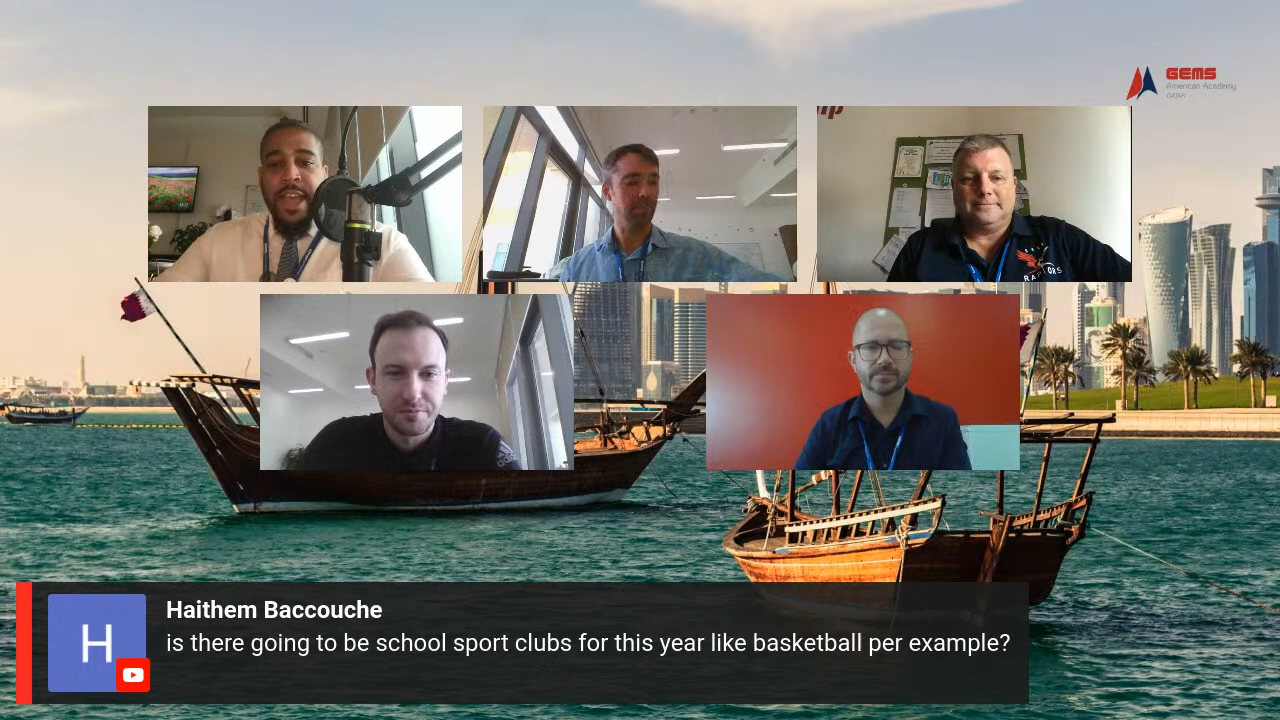 GEMS
American Academy
QATAR
RAPTORS
H
Haithem Baccouche
is there going to be school sport clubs for this year like basketball per example?